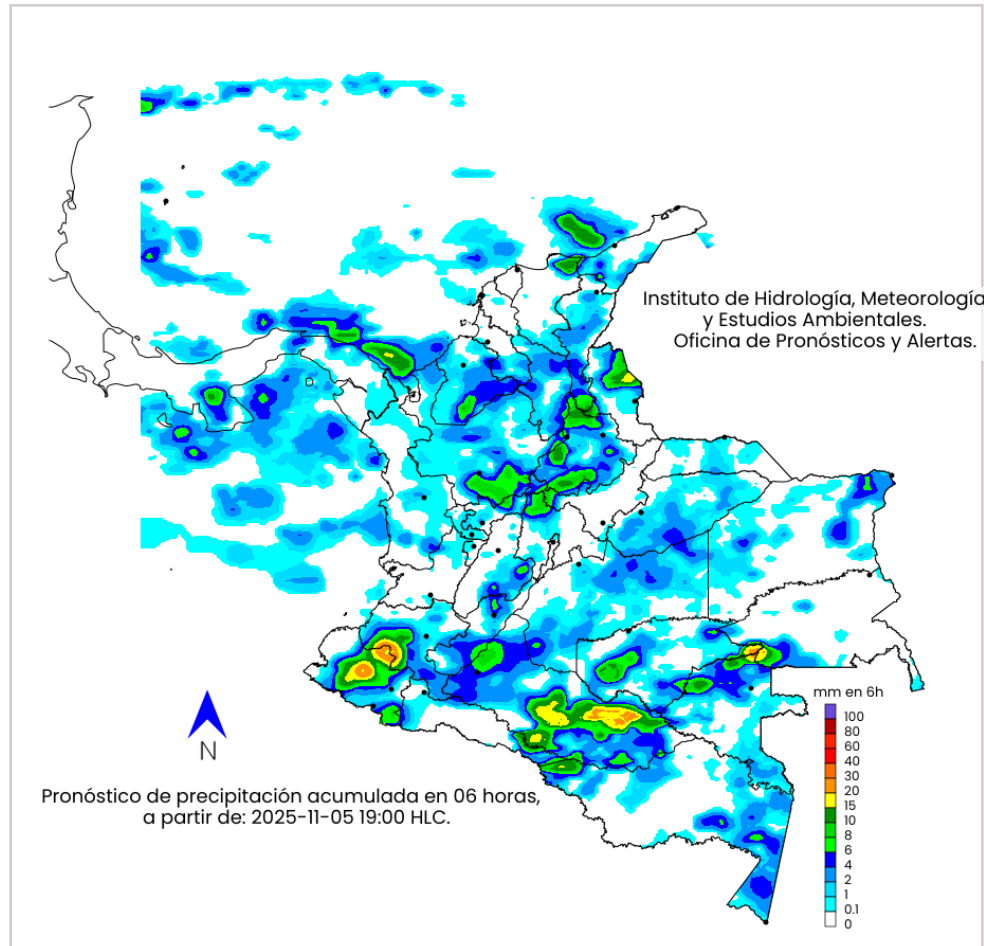 Instituto de Hidrología, Meteorología
y Estudios Ambientales.
Oficina de Pronósticos y Alertas.
mm en 6h
100
80
60
40
30
20
15
10
8
6
4
2
1
0.1
0
N
Pronóstico de precipitación acumulada en 06 horas,
a partir de: 2025-11-05 19:00 HLC.